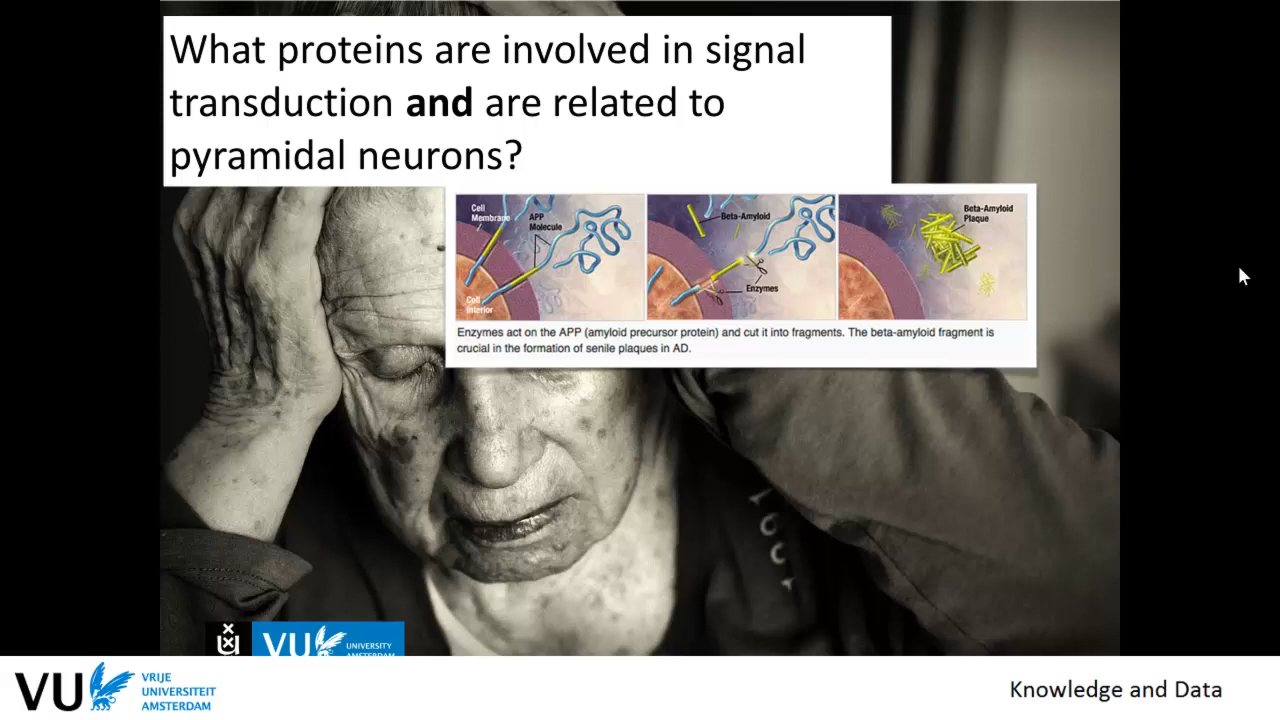 What proteins are involved in signal
transduction and are related to
pyramidal neurons?
Cell
Membrane
APP
Molecule
Cell
Interior
Beta-Amyloid
Enzymes
Beta-Amyloid
Plaque
Enzymes act on the APP (amyloid precursor protein) and cut it into fragments. The beta-amyloid fragment is
crucial in the formation of senile plaques in AD.
VU
UNIVERSITY
AMSTERDAM
VU
VRIJE
UNIVERSITEIT
AMSTERDAM
Knowledge and Data